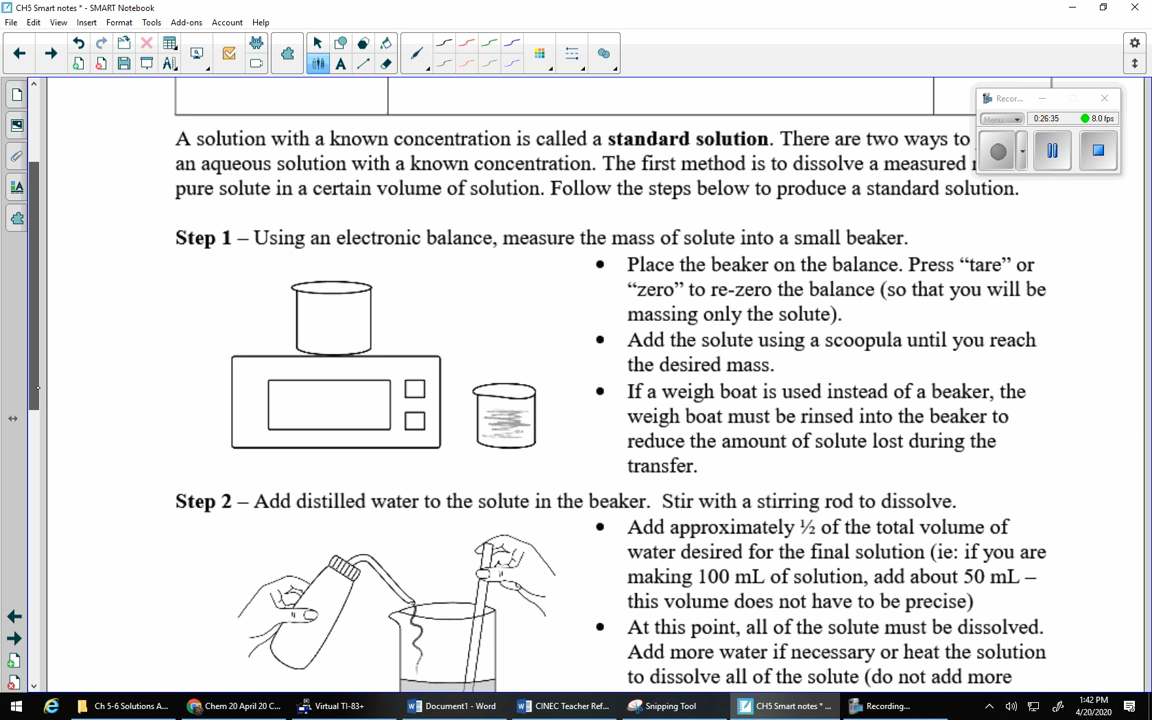 CH5 Smart notes * - SMART Notebook
File Edit View Insert Format Tools Add-ons Account Help
Recor...
Menu 0:26:35 8.0 fps
A solution with a known concentration is called a standard solution. There are two ways to
an aqueous solution with a known concentration. The first method is to dissolve a measured
pure solute in a certain volume of solution. Follow the steps below to produce a standard solution.
Step 1 – Using an electronic balance, measure the mass of solute into a small beaker.
• Place the beaker on the balance. Press “tare” or
“zero” to re-zero the balance (so that you will be
massing only the solute).
• Add the solute using a scoopula until you reach
the desired mass.
• If a weigh boat is used instead of a beaker, the
weigh boat must be rinsed into the beaker to
reduce the amount of solute lost during the
transfer.
Step 2 – Add distilled water to the solute in the beaker. Stir with a stirring rod to dissolve.
• Add approximately ½ of the total volume of
water desired for the final solution (ie: if you are
making 100 mL of solution, add about 50 mL –
this volume does not have to be precise)
• At this point, all of the solute must be dissolved.
Add more water if necessary or heat the solution
to dissolve all of the solute (do not add more
Ch 5-6 Solutions A... Chem 20 April 20 C... Virtual TI-83+ Document1 - Word CINEC Teacher Ref... Snipping Tool CH5 Smart notes * ... Recording... 1:42 PM
4/20/2020